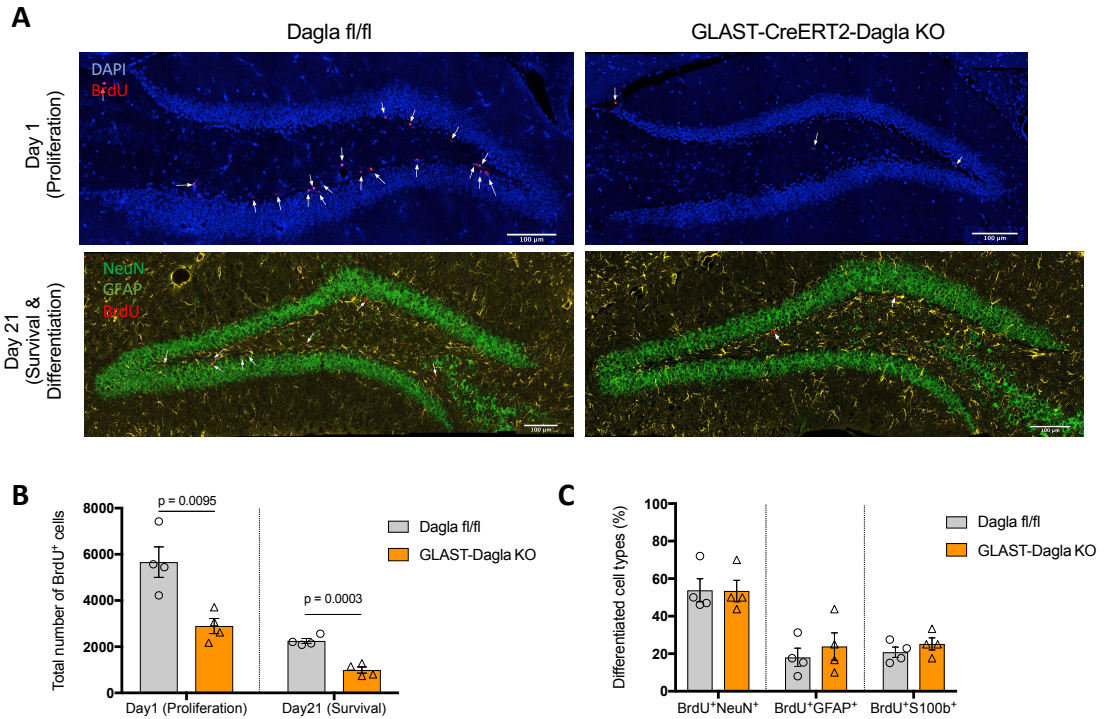 A
Dagla fl/fl
GLAST-CreERT2-Dagla KO
Day 1
(Proliferation)
DAPI
BrdU
100 µm
100 µm
Day 21
(Survival &
Differentiation)
NeuN
GFAP
BrdU
100 µm
100 µm
B
Total number of BrdU⁺ cells
8000
6000
4000
2000
0
p = 0.0095
p = 0.0003
Day1 (Proliferation)
Day21 (Survival)
Dagla fl/fl
GLAST-Dagla KO
C
Differentiated cell types (%)
100
80
60
40
20
0
BrdU⁺NeuN⁺
BrdU⁺GFAP⁺
BrdU⁺S100b⁺
Dagla fl/fl
GLAST-Dagla KO